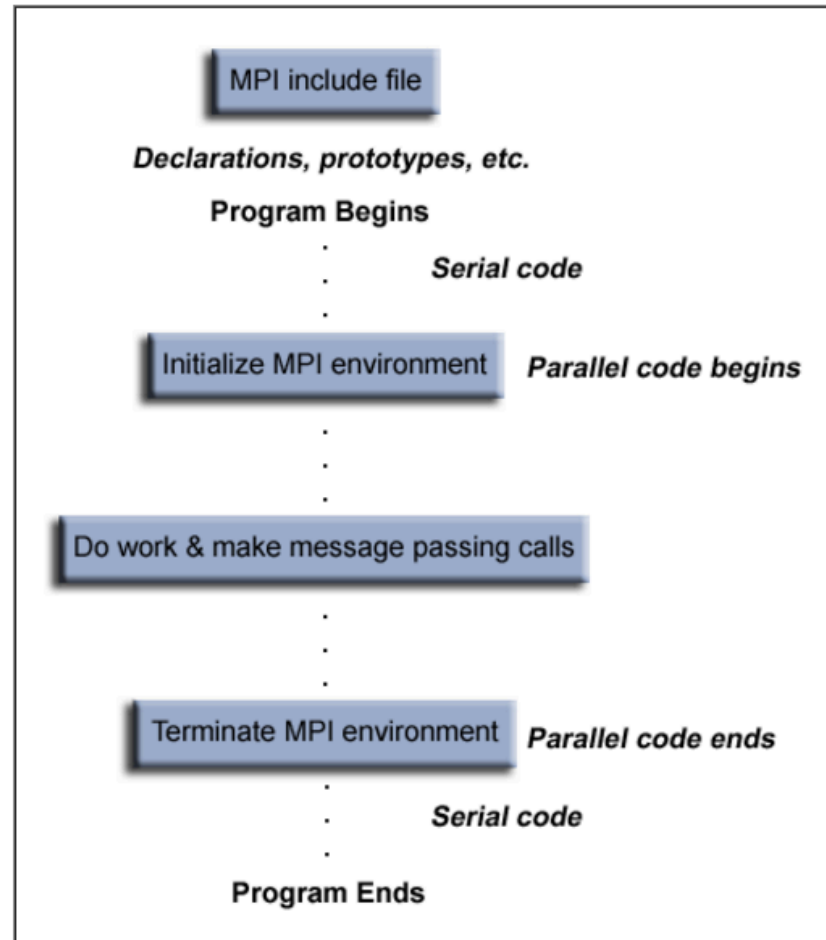 MPI include file
Declarations, prototypes, etc.
Program Begins
Serial code
Initialize MPI environment
Parallel code begins
Do work & make message passing calls
Terminate MPI environment
Parallel code ends
Serial code
Program Ends